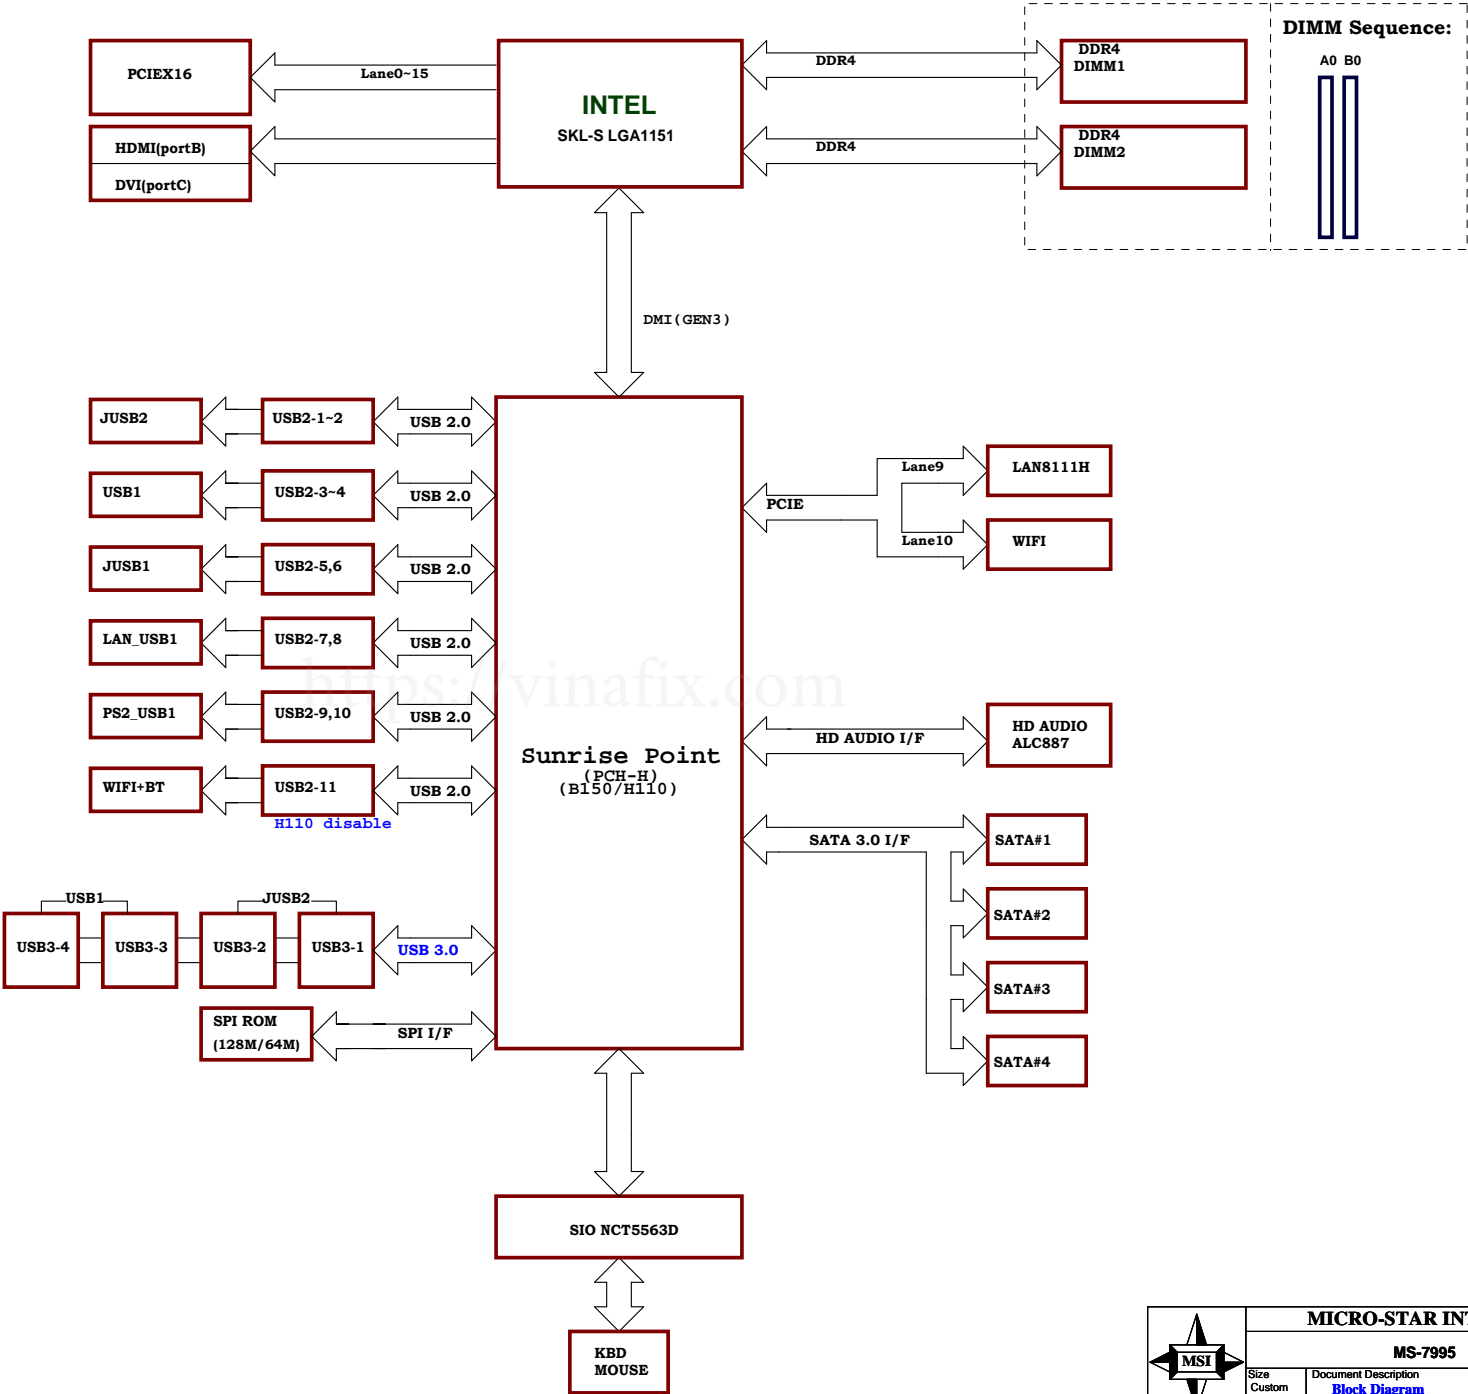 DIMM Sequence:
A0 B0
PCIEX16
Lane0~15
INTEL
SKL-S LGA1151
DDR4
DDR4
DIMM1
HDMI(portB)
DVI(portC)
DDR4
DDR4
DIMM2
DMI(GEN3)
JUSB2
USB2-1~2
USB 2.0
USB1
USB2-3~4
USB 2.0
JUSB1
USB2-5,6
USB 2.0
LAN_USB1
USB2-7,8
USB 2.0
PS2_USB1
USB2-9,10
USB 2.0
WIFI+BT
USB2-11
USB 2.0
H110 disable
https://vinafix.com
Sunrise Point
(PCH-H)
(B150/H110)
PCIE
Lane9
LAN8111H
Lane10
WIFI
HD AUDIO I/F
HD AUDIO
ALC887
SATA 3.0 I/F
SATA#1
SATA#2
SATA#3
SATA#4
USB1
JUSB2
USB3-4
USB3-3
USB3-2
USB3-1
USB 3.0
SPI ROM
(128M/64M)
SPI I/F
SIO NCT5563D
KBD
MOUSE
MSI
MICRO-STAR INT
MS-7995
Size
Custom
Document Description
Block Diagram